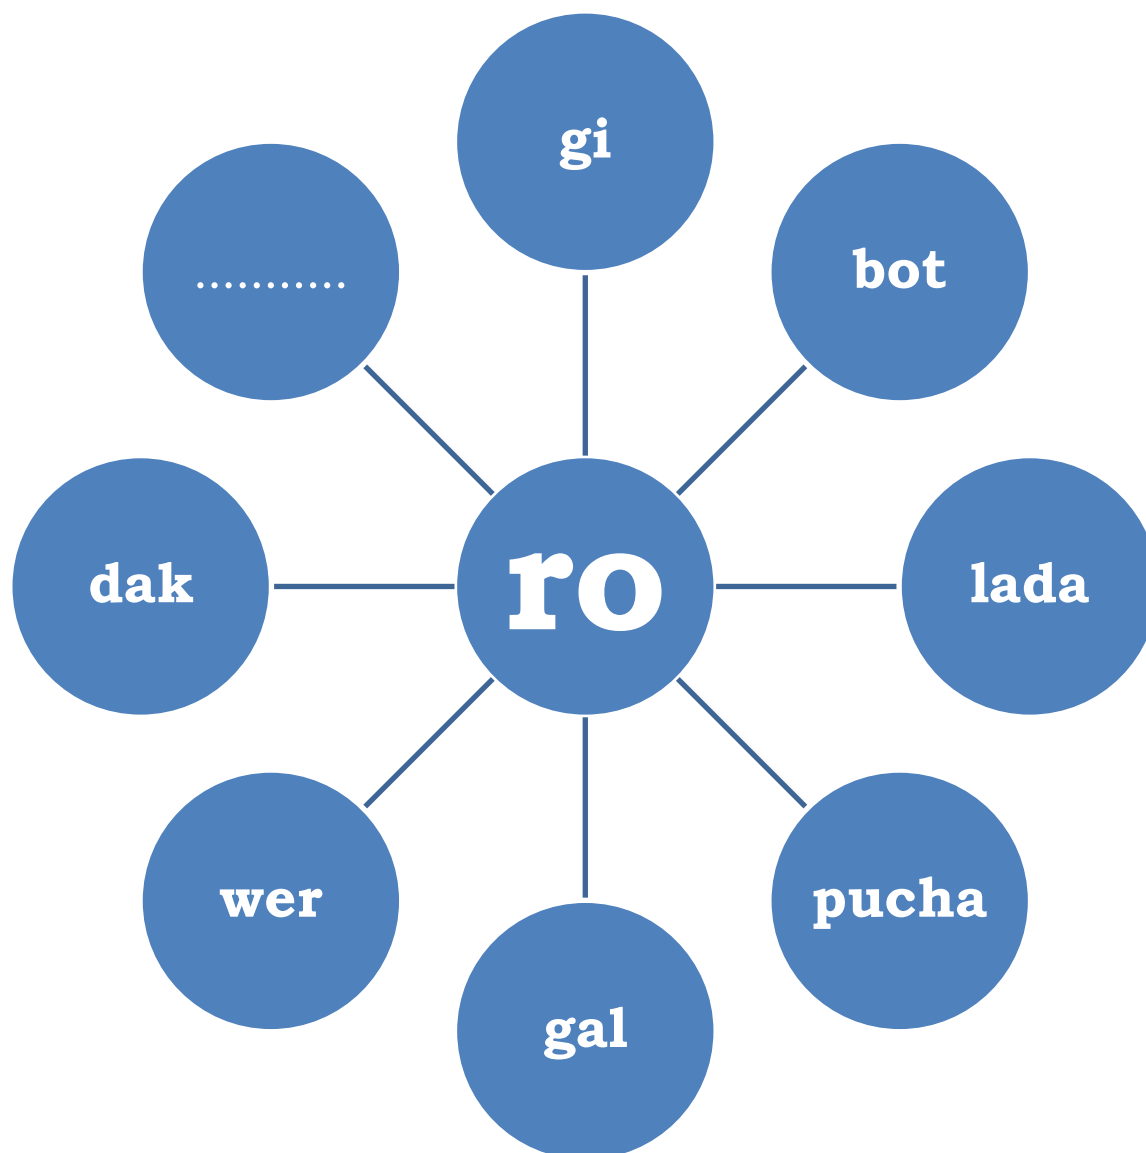 gi
bot
...........
ro
dak
lada
wer
pucha
gal